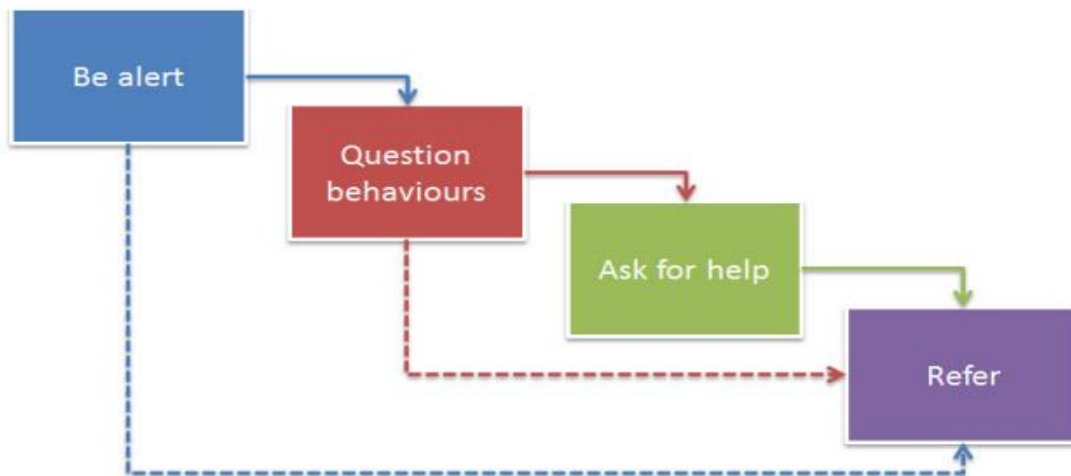 Be alert
Question
behaviours
Ask for help
Refer